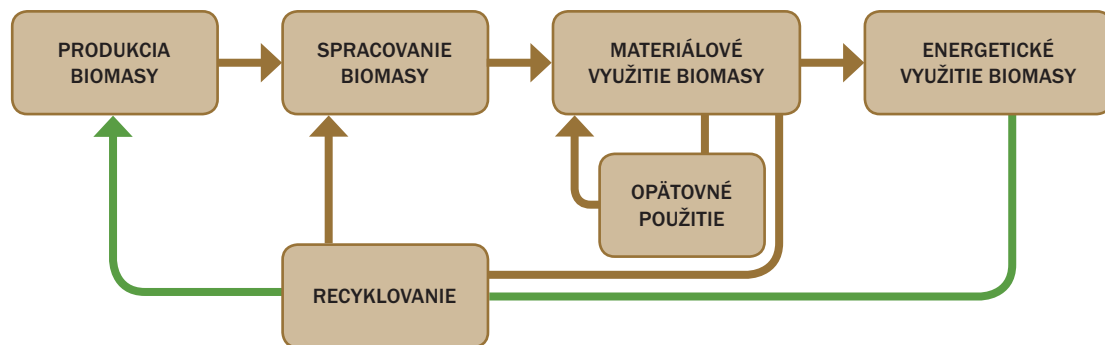 PRODUKCIA
BIOMASY
SPRACOVANIE
BIOMASY
MATERIÁLOVÉ
VYUŽITIE BIOMASY
ENERGETICKÉ
VYUŽITIE BIOMASY
OPÄTOVNÉ
POUŽITIE
RECYKLOVANIE